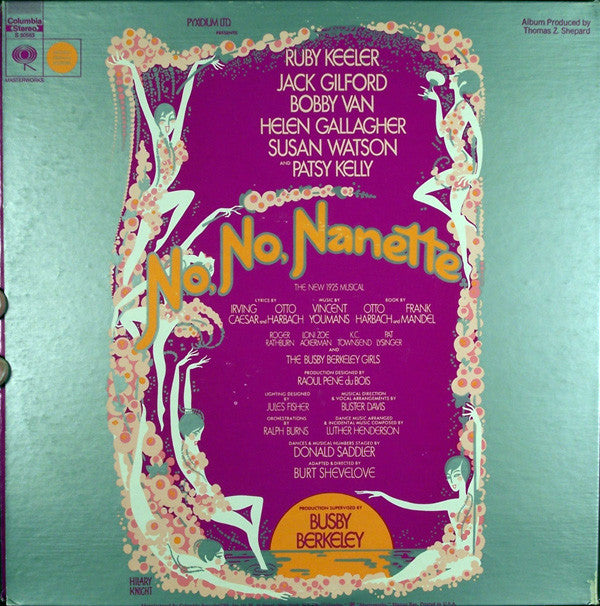 Columbia
Stereo
S 30563
MASTERWORKS
PYXIDIUM LTD.
PRESENTS
Album Produced by
Thomas Z. Shepard
RUBY KEELER
JACK GILFORD
BOBBY VAN
HELEN GALLAGHER
SUSAN WATSON
AND PATSY KELLY
No, No, Nanette
THE NEW 1925 MUSICAL
LYRICS BY
IRVING CAESAR and OTTO HARBACH
MUSIC BY
VINCENT YOUMANS
BOOK BY
OTTO HARBACH and FRANK MANDEL
ROGER RATHBURN
LONI ZOE ACKERMAN
K.C. TOWNSEND
PAT LYSINGER
AND
THE BUSBY BERKELEY GIRLS
PRODUCTION DESIGNED BY
RAOUL PENE du BOIS
LIGHTING DESIGNED BY
JULES FISHER
MUSICAL DIRECTION & VOCAL ARRANGEMENTS BY
BUSTER DAVIS
ORCHESTRATIONS BY
RALPH BURNS
DANCE MUSIC ARRANGED & INCIDENTAL MUSIC COMPOSED BY
LUTHER HENDERSON
DANCES & MUSICAL NUMBERS STAGED BY
DONALD SADDLER
ADAPTED & DIRECTED BY
BURT SHEVELOVE
PRODUCTION SUPERVISED BY
BUSBY
BERKELEY
HILARY
KNIGHT